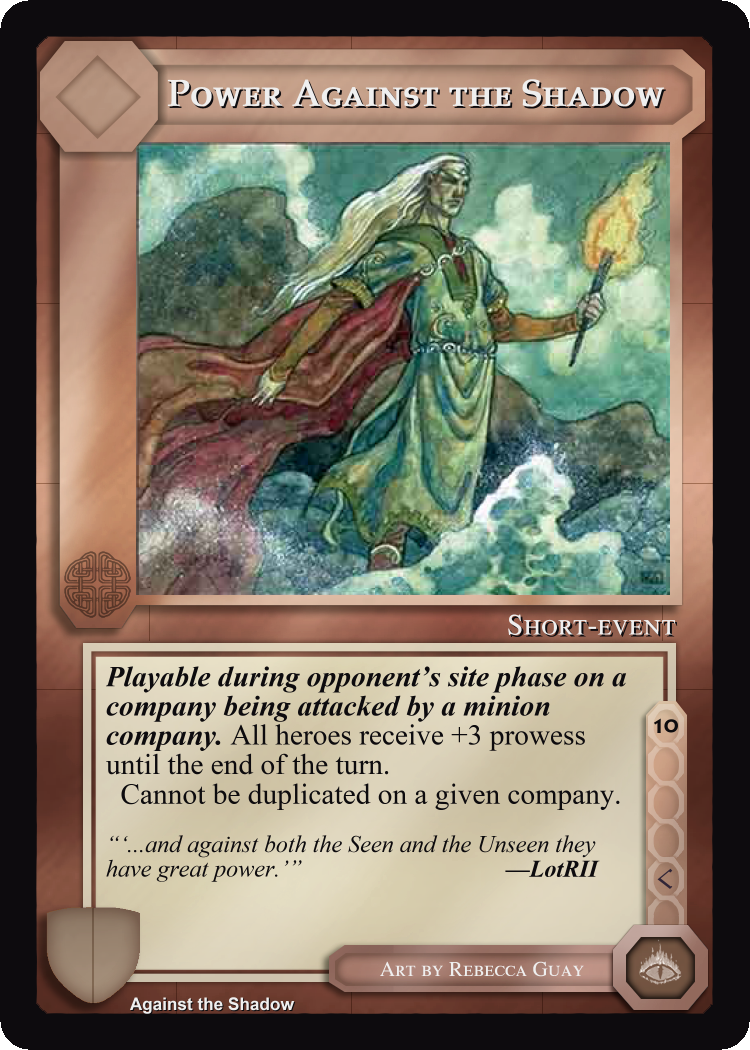 Power Against the Shadow
Short-event
Playable during opponent’s site phase on a
company being attacked by a minion
company. All heroes receive +3 prowess
until the end of the turn.
Cannot be duplicated on a given company.
10
“‘...and against both the Seen and the Unseen they
have great power.’”
—LotRII
Art by Rebecca Guay
Against the Shadow